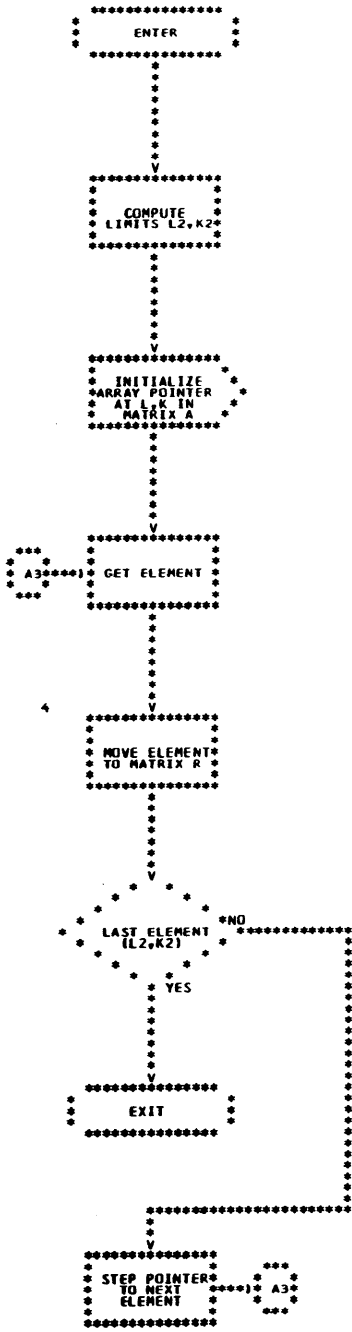 ENTER
COMPUTE
LIMITS L2,K2
INITIALIZE
ARRAY POINTER
AT L,K IN
MATRIX A
A3
GET ELEMENT
4
MOVE ELEMENT
TO MATRIX R
NO
LAST ELEMENT
(L2,K2)
YES
EXIT
STEP POINTER
TO NEXT
ELEMENT
A3